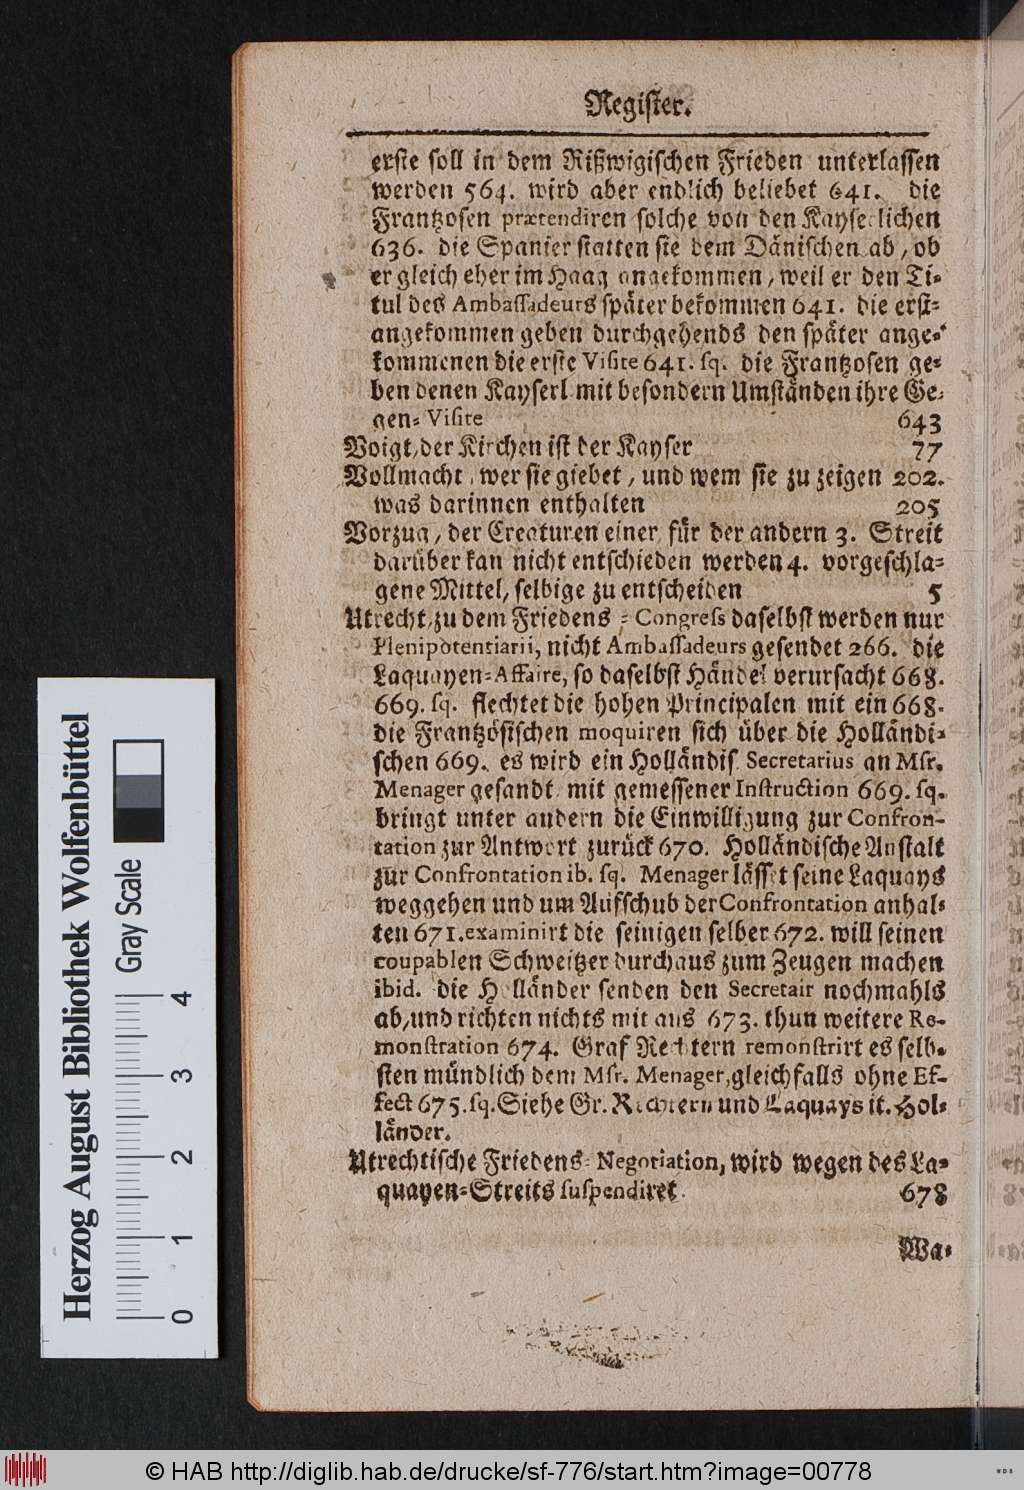 Register.
erste soll in dem Rißwigischen Frieden unterlassen
werden 564. wird aber endlich beliebet 641. die
Frantzosen prætendiren solche von den Kayserlichen
636. die Spanier statten sie dem Dänischen ab, ob
er gleich eher im Haag angekommen, weil er den Ti-
tul des Ambassadeurs später bekommen 641. die erst-
angekommen geben durchgehends den später ange-
kommenen die erste Visite 641. sq. die Frantzosen ge-
ben denen Kayserl. mit besondern Umständen ihre Ge-
gen-Visite 643
Voigt, der Kirchen ist der Kayser 77
Vollmacht, wer sie giebet, und wem sie zu zeigen 202.
was darinnen enthalten 205
Vorzug, der Creaturen einer für der andern 3. Streit
darüber kan nicht entschieden werden 4. vorgeschla-
gene Mittel, selbige zu entscheiden 5
Utrecht, zu dem Friedens-Congress daselbst werden nur
Plenipotentiarii, nicht Ambassadeurs gesendet 266. die
Laquayen-Affaire, so daselbst Händel verursacht 668.
669. sq. flechtet die hohen Principalen mit ein 668.
die Frantzösischen moquiren sich über die Holländi-
schen 669. es wird ein Holländis. Secretarius an Msr.
Menager gesandt mit gemessener Instruction 669. sq.
bringt unter andern die Einwilligung zur Confron-
tation zur Antwort zurück 670. Holländische Anstalt
zur Confrontation ib. sq. Menager lässet seine Laquays
weggehen und um Aufschub der Confrontation anhal-
ten 671. examinirt die seinigen selber 672. will seinen
coupablen Schweitzer durchaus zum Zeugen machen
ibid. die Holländer senden den Secretair nochmahls
ab, und richten nichts mit aus 673. thun weitere Re-
monstration 674. Graf Rechtern remonstrirt es selb-
sten mündlich dem Msr. Menager, gleichfalls ohne Ef-
fect 675. sq. Siehe Gr. Rechtern und Laquays it. Hol-
länder.
Utrechtische Friedens-Negotiation, wird wegen des La-
quayen-Streits suspendiret. 678
Wa-
Herzog August Bibliothek Wolfenbüttel
Gray Scale
0 1 2 3 4
© HAB http://diglib.hab.de/drucke/sf-776/start.htm?image=00778
WDB